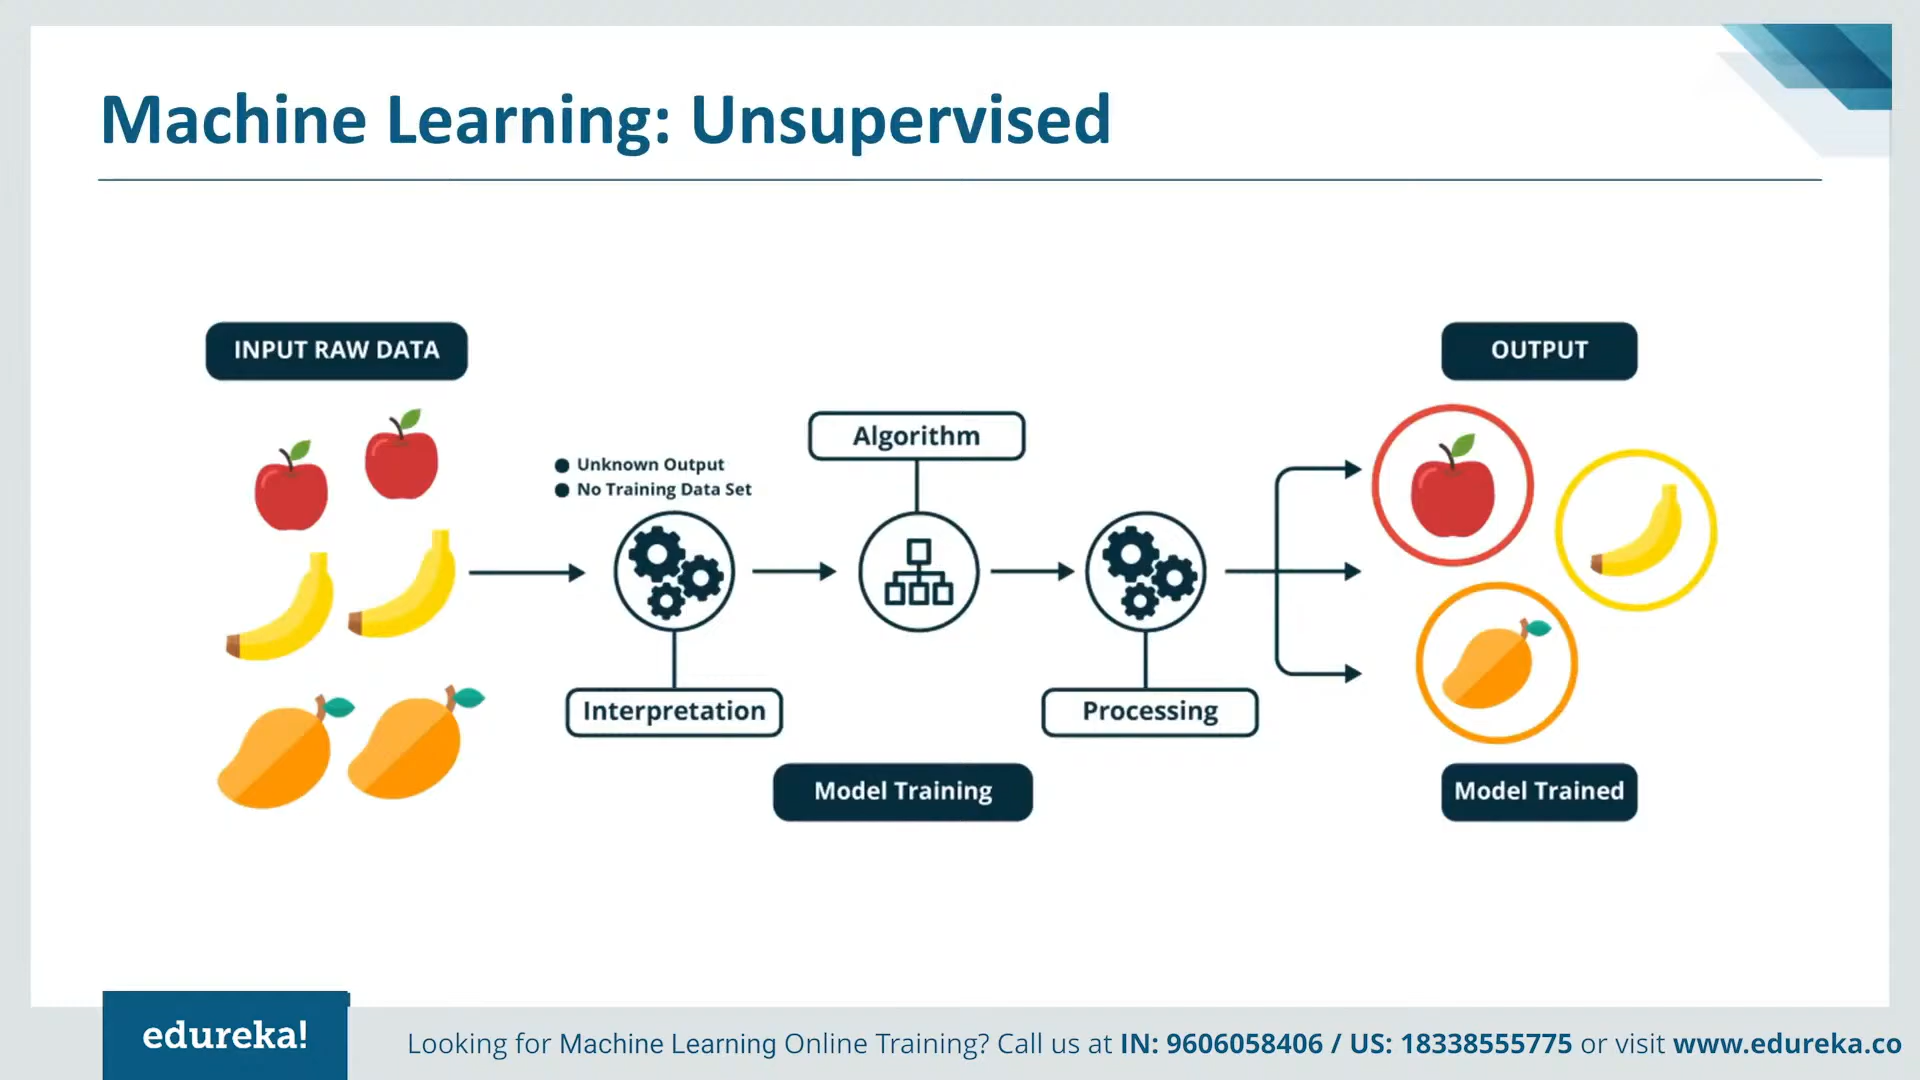 Machine Learning: Unsupervised
INPUT RAW DATA
OUTPUT
Algorithm
● Unknown Output
● No Training Data Set
Interpretation
Processing
Model Training
Model Trained
edureka!
Looking for Machine Learning Online Training? Call us at IN: 9606058406 / US: 18338555775 or visit www.edureka.co